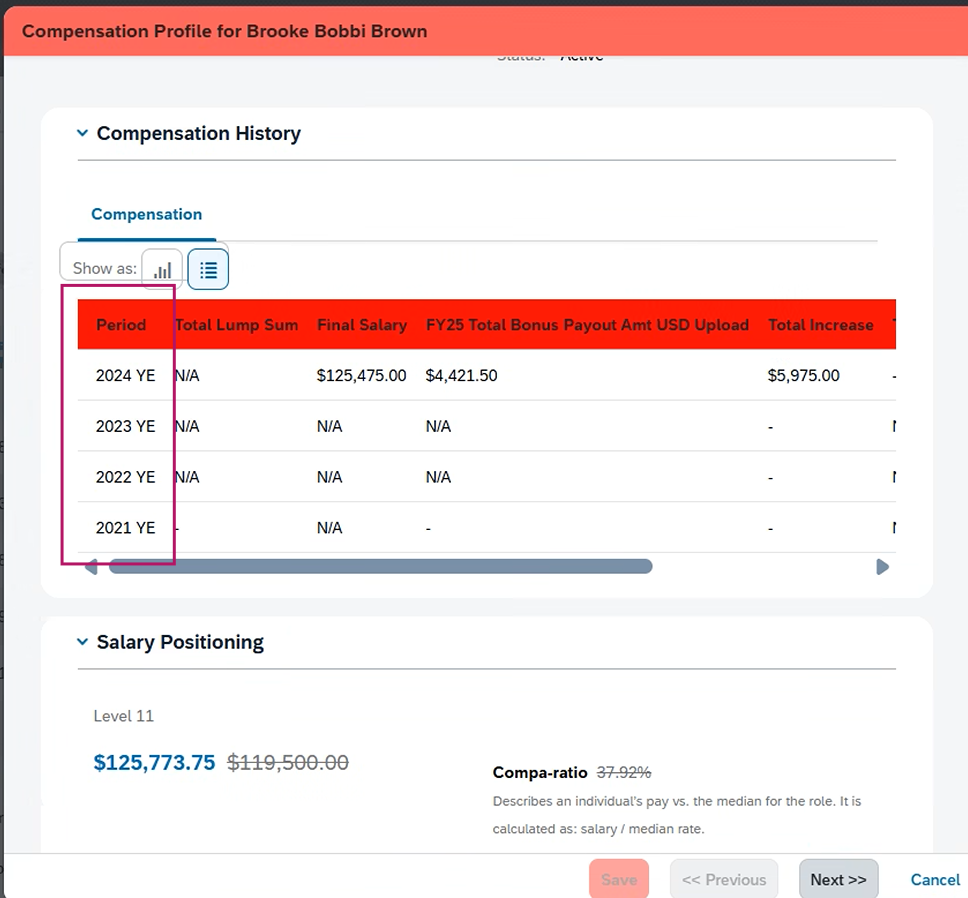 Compensation Profile for Brooke Bobbi Brown
Status: Active
Compensation History
Compensation
Show as:
Period Total Lump Sum Final Salary FY25 Total Bonus Payout Amt USD Upload Total Increase
2024 YE N/A $125,475.00 $4,421.50 $5,975.00 -
2023 YE N/A N/A N/A -
2022 YE N/A N/A N/A -
2021 YE - N/A - -
Salary Positioning
Level 11
$125,773.75 $119,500.00
Compa-ratio 37.92%
Describes an individual's pay vs. the median for the role. It is
calculated as: salary / median rate.
Save << Previous Next >> Cancel